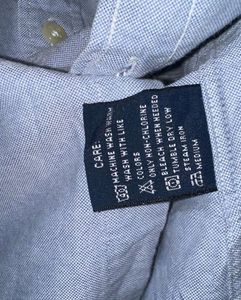 CARE:
MACHINE WASH WARM
WASH WITH LIKE
COLORS
ONLY NON-CHLORINE
BLEACH WHEN NEEDED
TUMBLE DRY LOW
STEAM IRON
MEDIUM